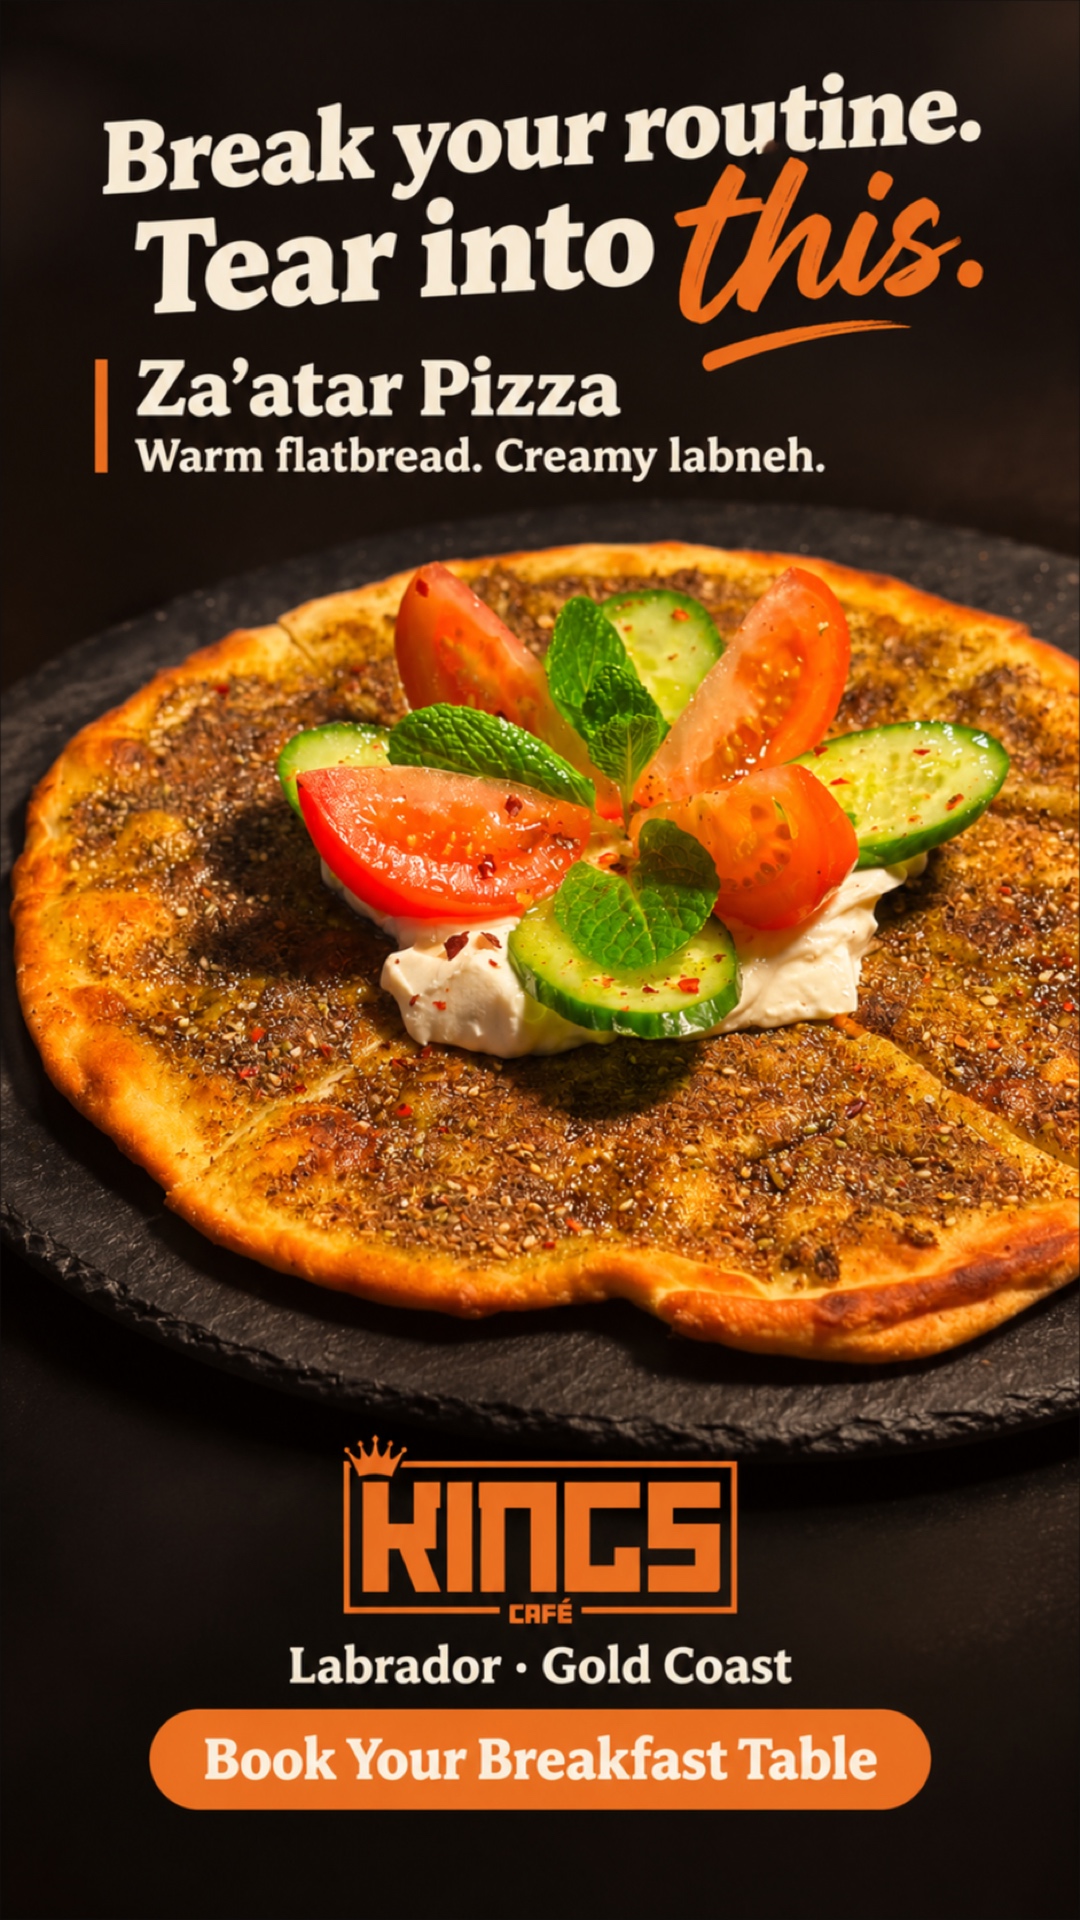 Break your routine.
Tear into this.
Za’atar Pizza
Warm flatbread. Creamy labneh.
KINGS
CAFÉ
Labrador · Gold Coast
Book Your Breakfast Table